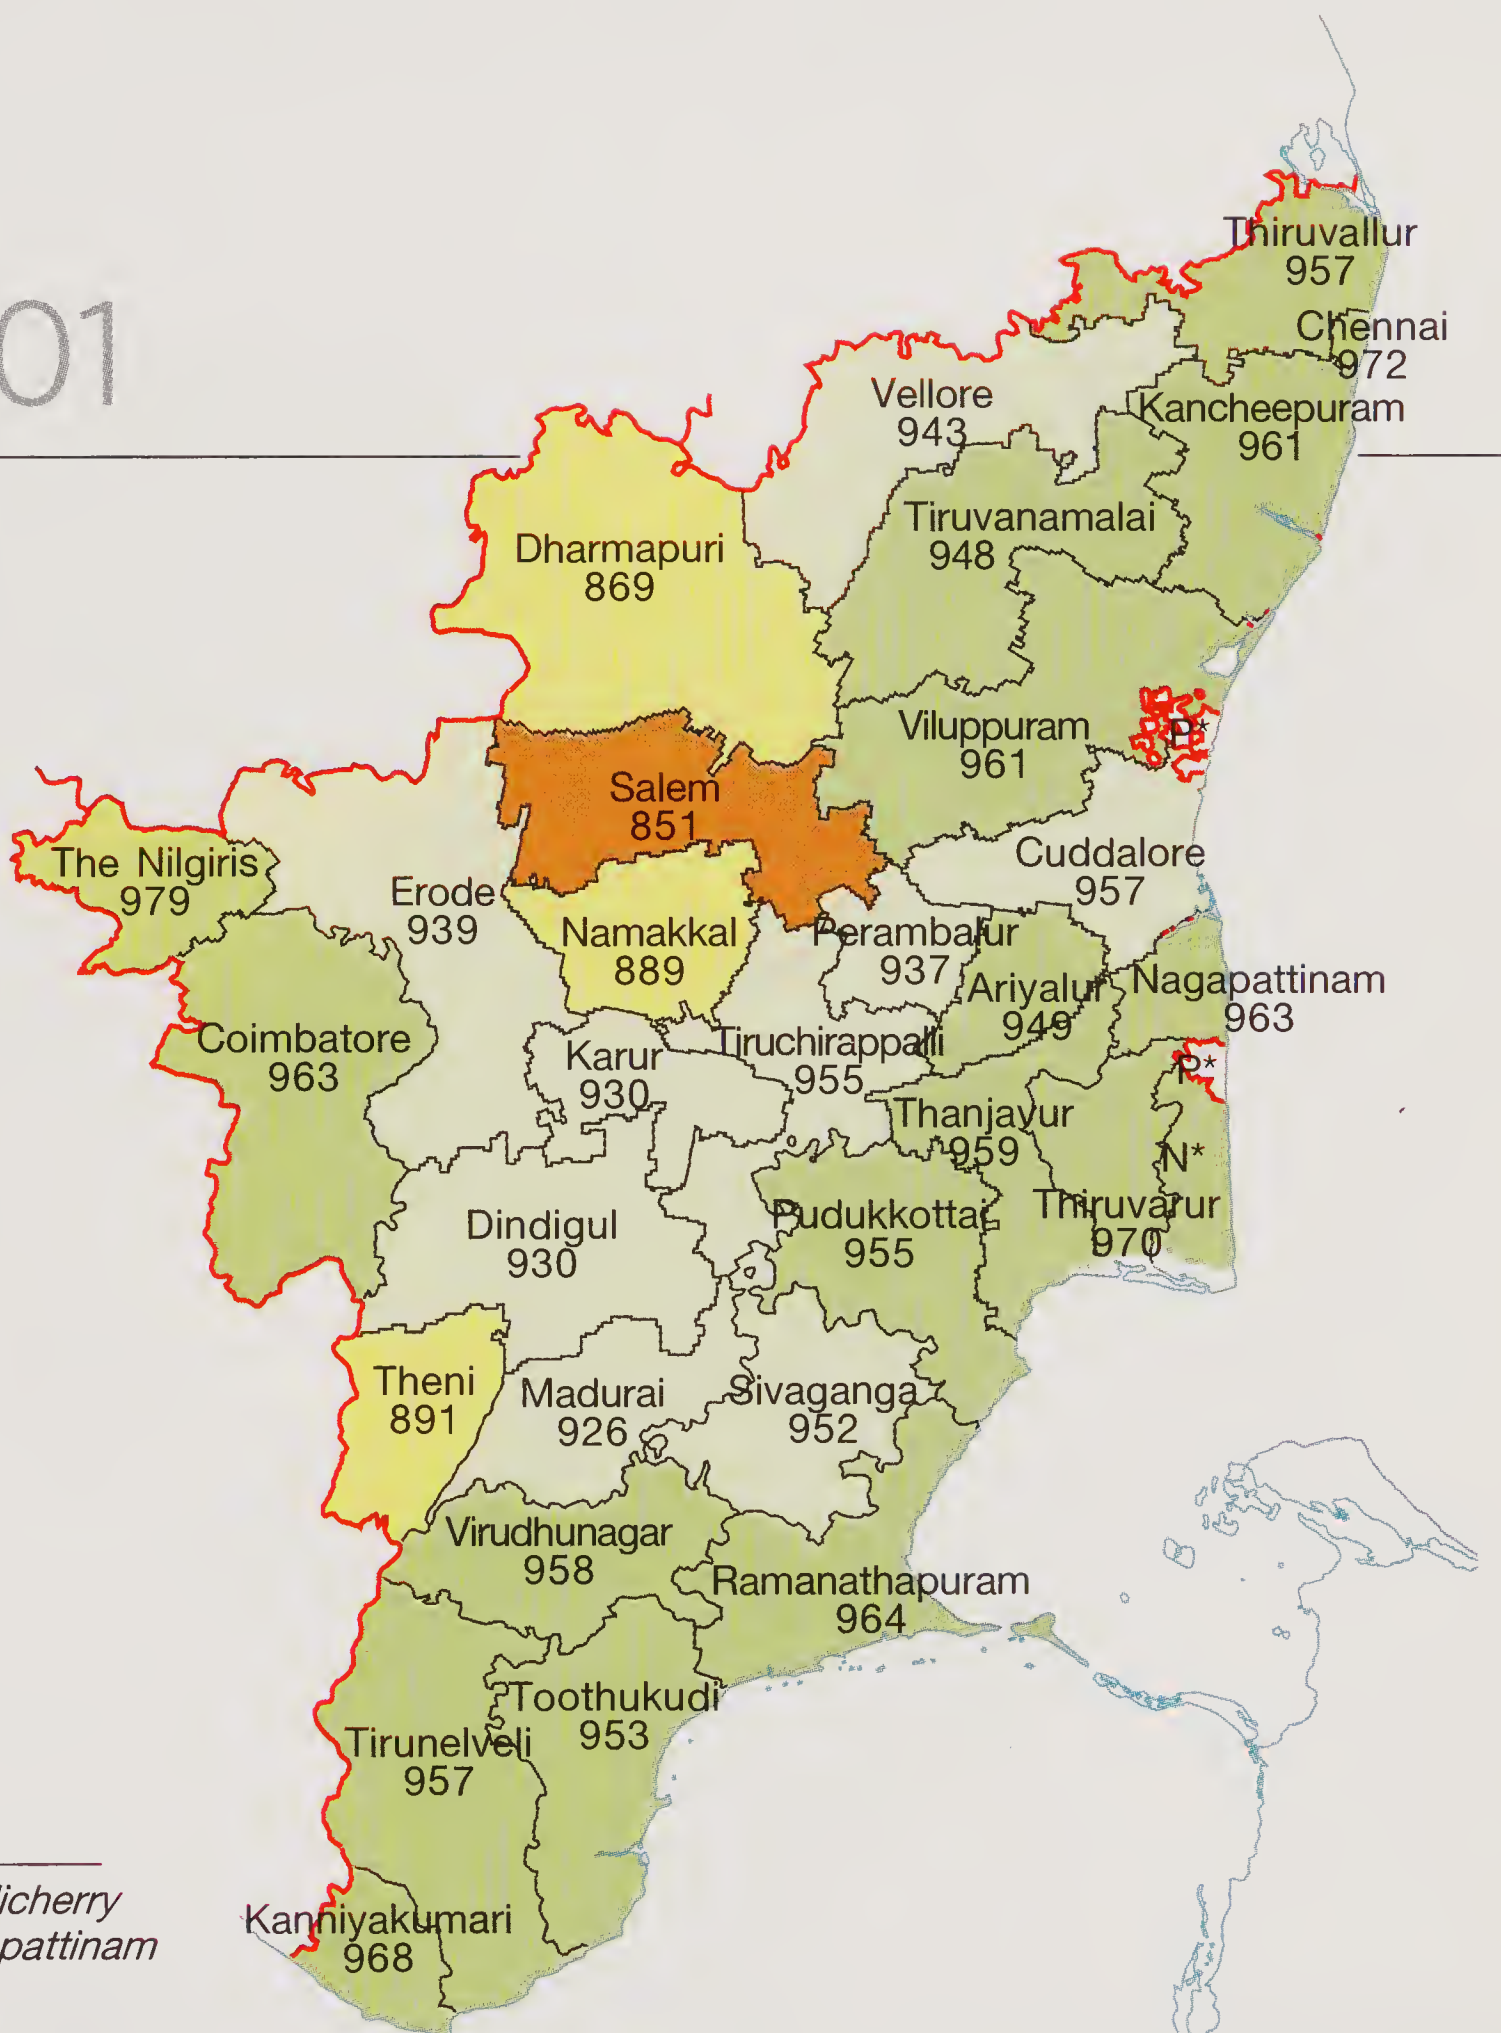 01
Thiruvallur
957
Chennai
972
Vellore
943
Kancheepuram
961
Tiruvanamalai
948
Dharmapuri
869
Viluppuram
961
P*
Salem
851
The Nilgiris
979
Erode
939
Cuddalore
957
Namakkal
889
Perambalur
937
Ariyalur
949
Nagapattinam
963
Coimbatore
963
Karur
930
Tiruchirappalli
955
P*
Thanjavur
959
N*
Thiruvarur
970
Dindigul
930
Pudukkottai
955
Theni
891
Madurai
926
Sivaganga
952
Virudhunagar
958
Ramanathapuram
964
Toothukudi
953
Tirunelveli
957
Kanniyakumari
968
licherry
pattinam